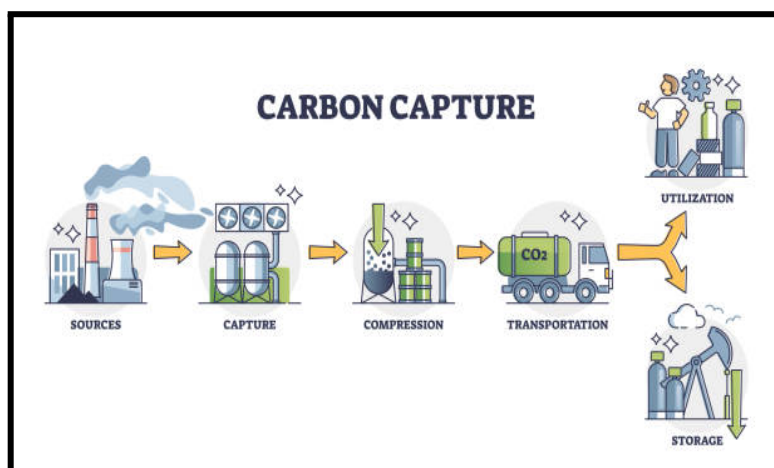 CARBON CAPTURE
SOURCES
CAPTURE
COMPRESSION
CO2
TRANSPORTATION
UTILIZATION
STORAGE